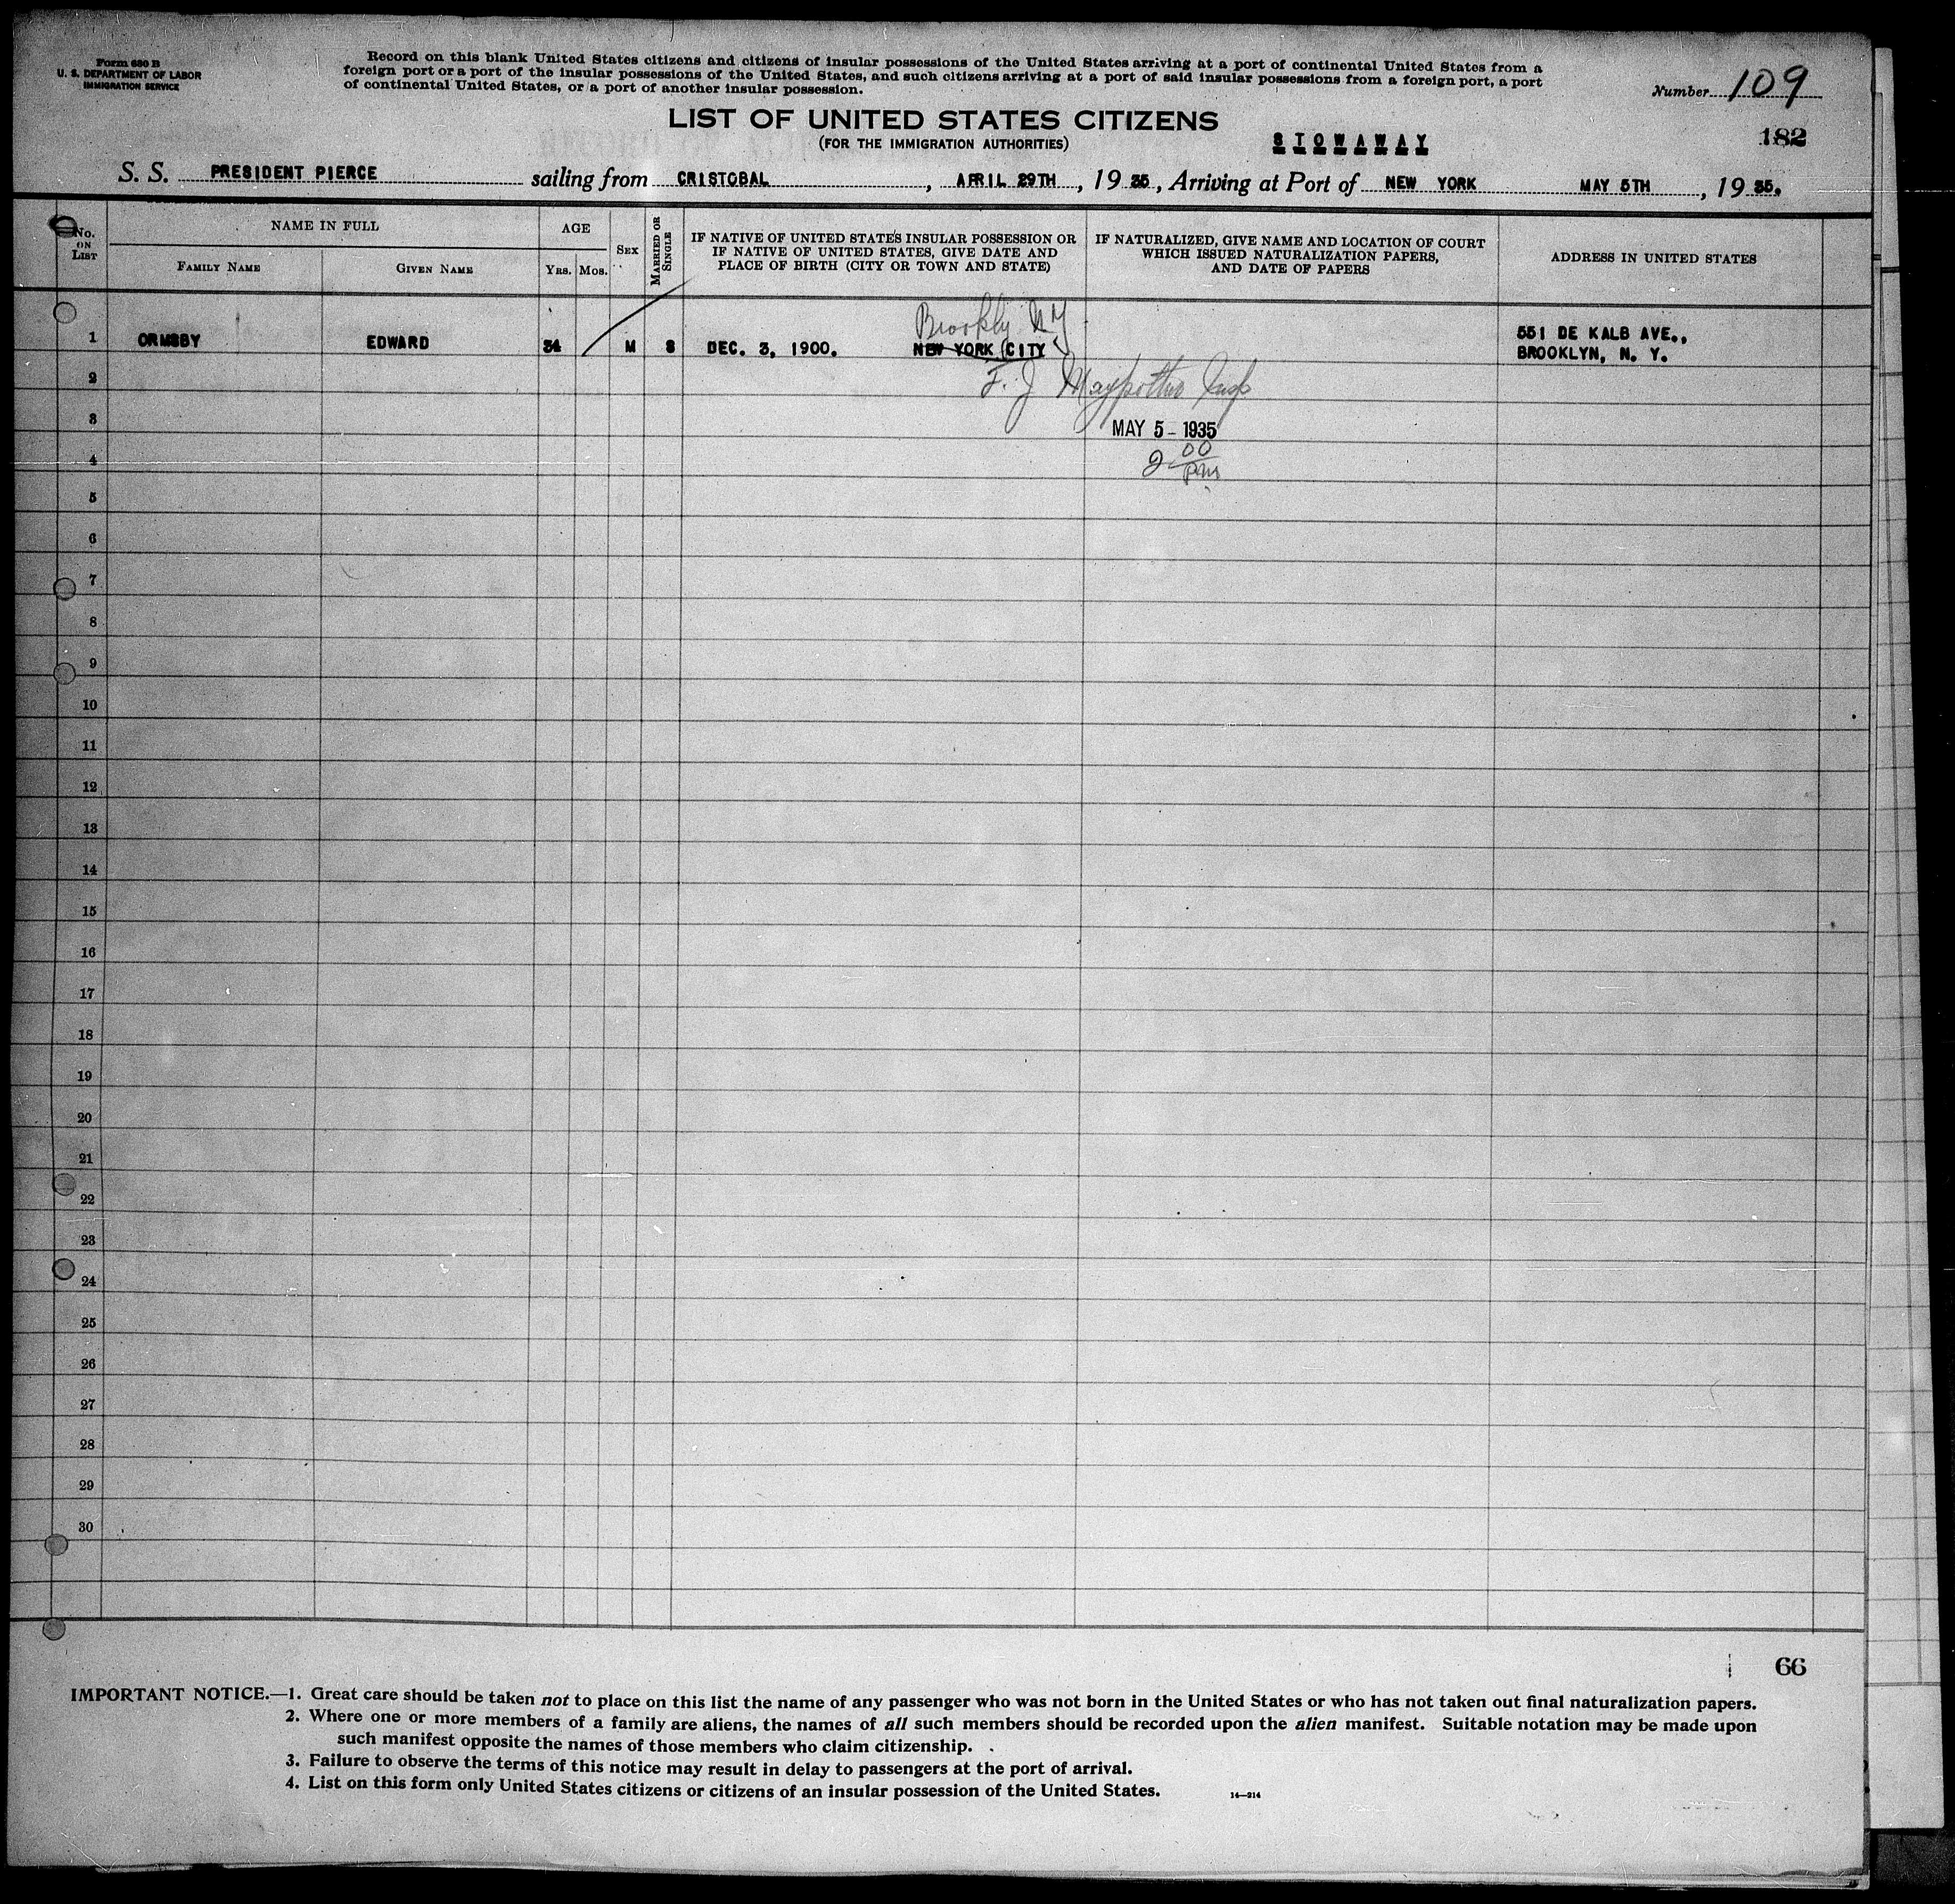 Form 630 B
U. S. DEPARTMENT OF LABOR
IMMIGRATION SERVICE
Record on this blank United States citizens and citizens of insular possessions of the United States arriving at a port of continental United States from a
foreign port or a port of the insular possessions of the United States, and such citizens arriving at a port of said insular possessions from a foreign port, a port
of continental United States, or a port of another insular possession.
Number 109
LIST OF UNITED STATES CITIZENS
(FOR THE IMMIGRATION AUTHORITIES)
STOWAWAY
182
S. S. PRESIDENT PIERCE sailing from CRISTOBAL, APRIL 29TH, 19 35, Arriving at Port of NEW YORK MAY 5TH, 19 35.
No. ON LIST
NAME IN FULL
FAMILY NAME
GIVEN NAME
AGE
YRS. MOS.
SEX
MARRIED OR SINGLE
IF NATIVE OF UNITED STATES INSULAR POSSESSION OR
IF NATIVE OF UNITED STATES, GIVE DATE AND
PLACE OF BIRTH (CITY OR TOWN AND STATE)
IF NATURALIZED, GIVE NAME AND LOCATION OF COURT
WHICH ISSUED NATURALIZATION PAPERS,
AND DATE OF PAPERS
ADDRESS IN UNITED STATES
Brookly N Y
1 ORMSBY EDWARD 34 M S DEC. 3, 1900. NEW YORK CITY 551 DE KALB AVE.,
BROOKLYN, N. Y.
2 F. J. Insp
3 MAY 5 - 1935
4 2 00 pm
5
6
7
8
9
10
11
12
13
14
15
16
17
18
19
20
21
22
23
24
25
26
27
28
29
30
66
IMPORTANT NOTICE.—1. Great care should be taken not to place on this list the name of any passenger who was not born in the United States or who has not taken out final naturalization papers.
2. Where one or more members of a family are aliens, the names of all such members should be recorded upon the alien manifest. Suitable notation may be made upon
such manifest opposite the names of those members who claim citizenship.
3. Failure to observe the terms of this notice may result in delay to passengers at the port of arrival.
4. List on this form only United States citizens or citizens of an insular possession of the United States.
14—214